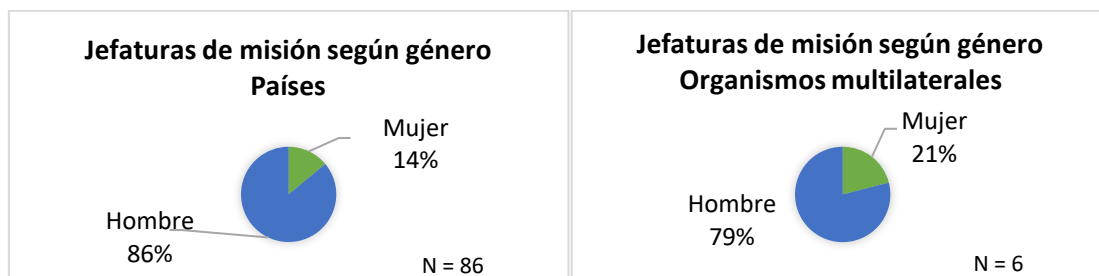 Jefaturas de misión según género
Países
Mujer
14%
Hombre
86%
N = 86
Jefaturas de misión según género
Organismos multilaterales
Mujer
21%
Hombre
79%
N = 6